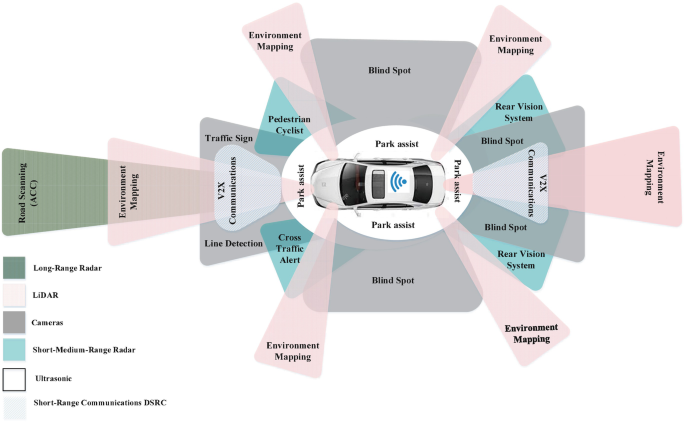 Environment
Mapping
Environment
Mapping
Blind Spot
Pedestrian
Cyclist
Rear Vision
System
Traffic Sign
Park assist
Blind Spot
Road Scanning
(ACC)
Environment
Mapping
V2X
Communications
Park assist
Park assist
V2X
Communications
Environment
Mapping
Line Detection
Cross
Traffic
Alert
Park assist
Blind Spot
Blind Spot
Rear Vision
System
Environment
Mapping
Environment
Mapping
Long-Range Radar
LiDAR
Cameras
Short-Medium-Range Radar
Ultrasonic
Short-Range Communications DSRC